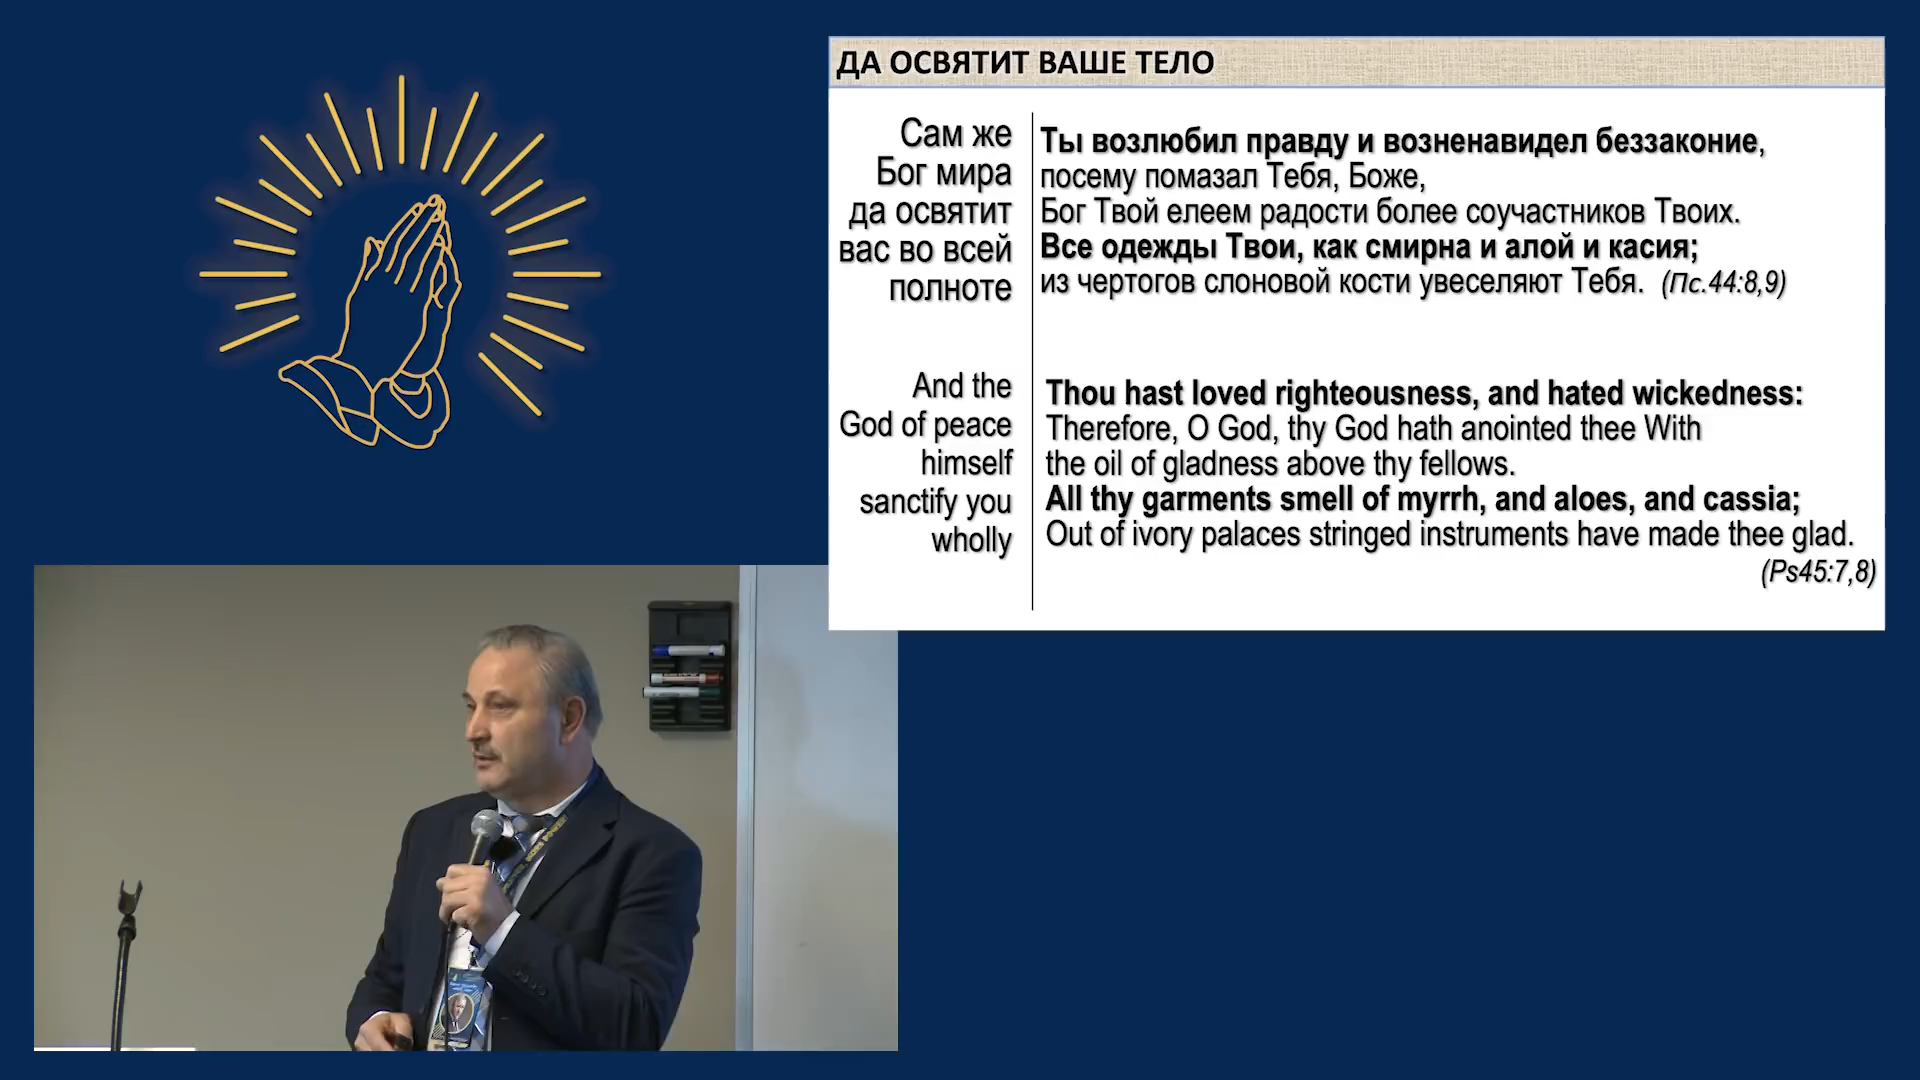 ДА ОСВЯТИТ ВАШЕ ТЕЛО
Сам же
Бог мира
да освятит
вас во всей
полноте
Ты возлюбил правду и возненавидел беззаконие,
посему помазал Тебя, Боже,
Бог Твой елеем радости более соучастников Твоих.
Все одежды Твои, как смирна и алой и касия;
из чертогов слоновой кости увеселяют Тебя. (Пс.44:8,9)
And the
God of peace
himself
sanctify you
wholly
Thou hast loved righteousness, and hated wickedness:
Therefore, O God, thy God hath anointed thee With
the oil of gladness above thy fellows.
All thy garments smell of myrrh, and aloes, and cassia;
Out of ivory palaces stringed instruments have made thee glad.
(Ps45:7,8)
MORE POWER!